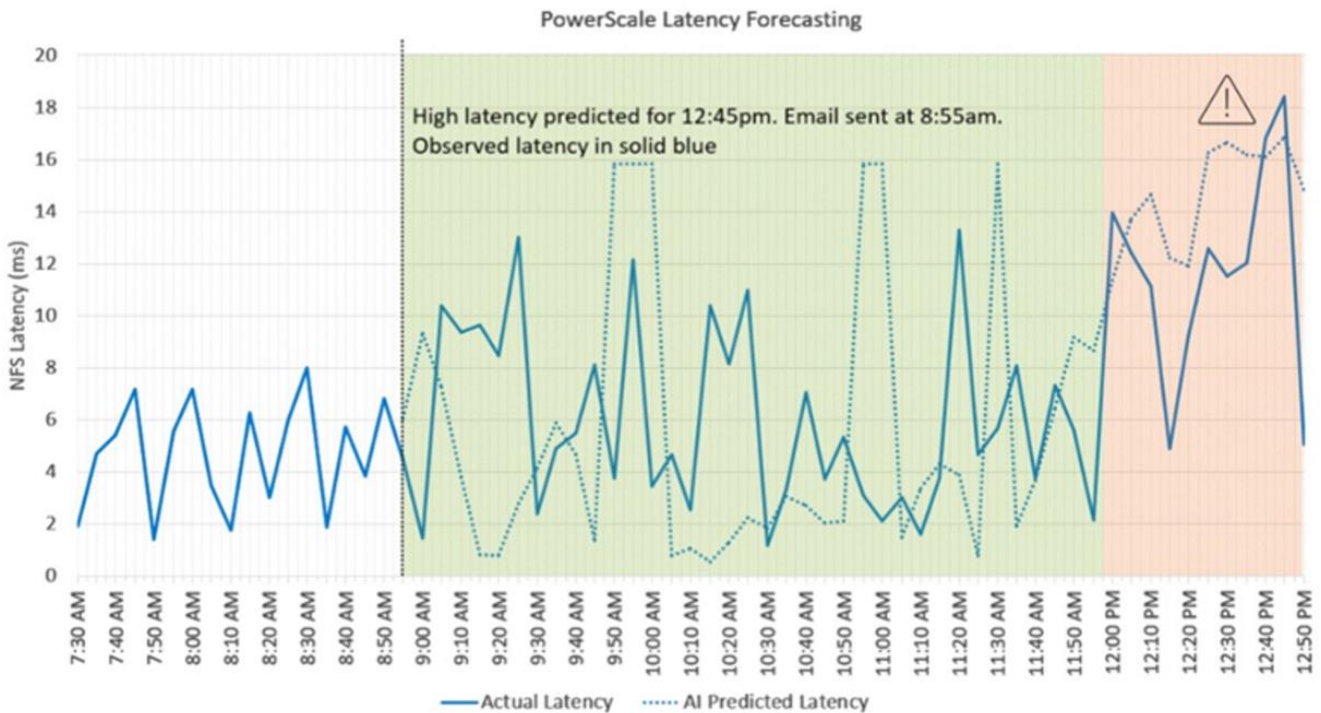 PowerScale Latency Forecasting
20
18
16
14
12
10
8
6
4
2
0
NFS Latency (ms)
High latency predicted for 12:45pm. Email sent at 8:55am.
Observed latency in solid blue
!
7:30 AM
7:40 AM
7:50 AM
8:00 AM
8:10 AM
8:20 AM
8:30 AM
8:40 AM
8:50 AM
9:00 AM
9:10 AM
9:20 AM
9:30 AM
9:40 AM
9:50 AM
10:00 AM
10:10 AM
10:20 AM
10:30 AM
10:40 AM
10:50 AM
11:00 AM
11:10 AM
11:20 AM
11:30 AM
11:40 AM
11:50 AM
12:00 PM
12:10 PM
12:20 PM
12:30 PM
12:40 PM
12:50 PM
Actual Latency
AI Predicted Latency